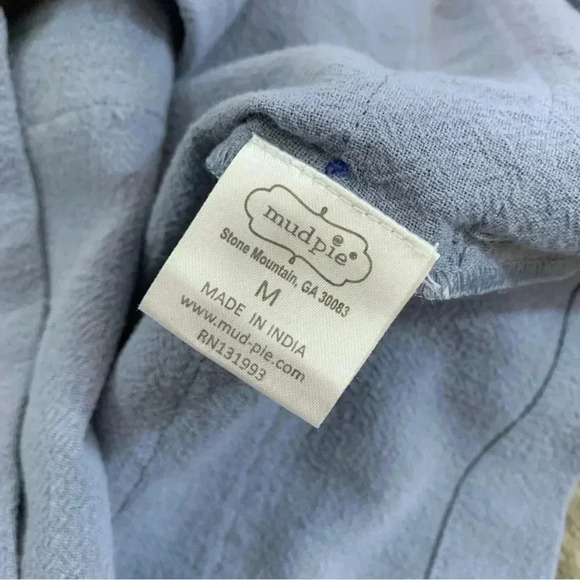 mudpie®
Stone Mountain, GA 30083
M
MADE IN INDIA
www.mud-pie.com
RN131993